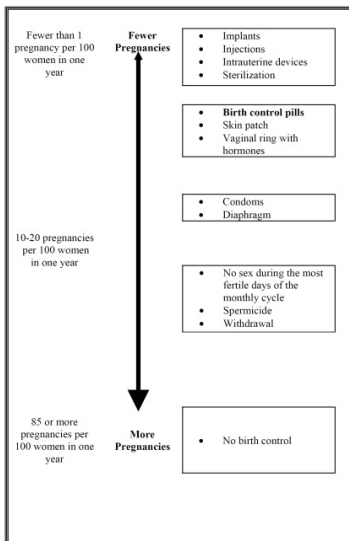 Fewer than 1
pregnancy per 100
women in one
year
Fewer
Pregnancies
• Implants
• Injections
• Intrauterine devices
• Sterilization
• Birth control pills
• Skin patch
• Vaginal ring with
hormones
• Condoms
• Diaphragm
10-20 pregnancies
per 100 women
in one year
• No sex during the most
fertile days of the
monthly cycle
• Spermicide
• Withdrawal
85 or more
pregnancies per
100 women in one
year
More
Pregnancies
• No birth control